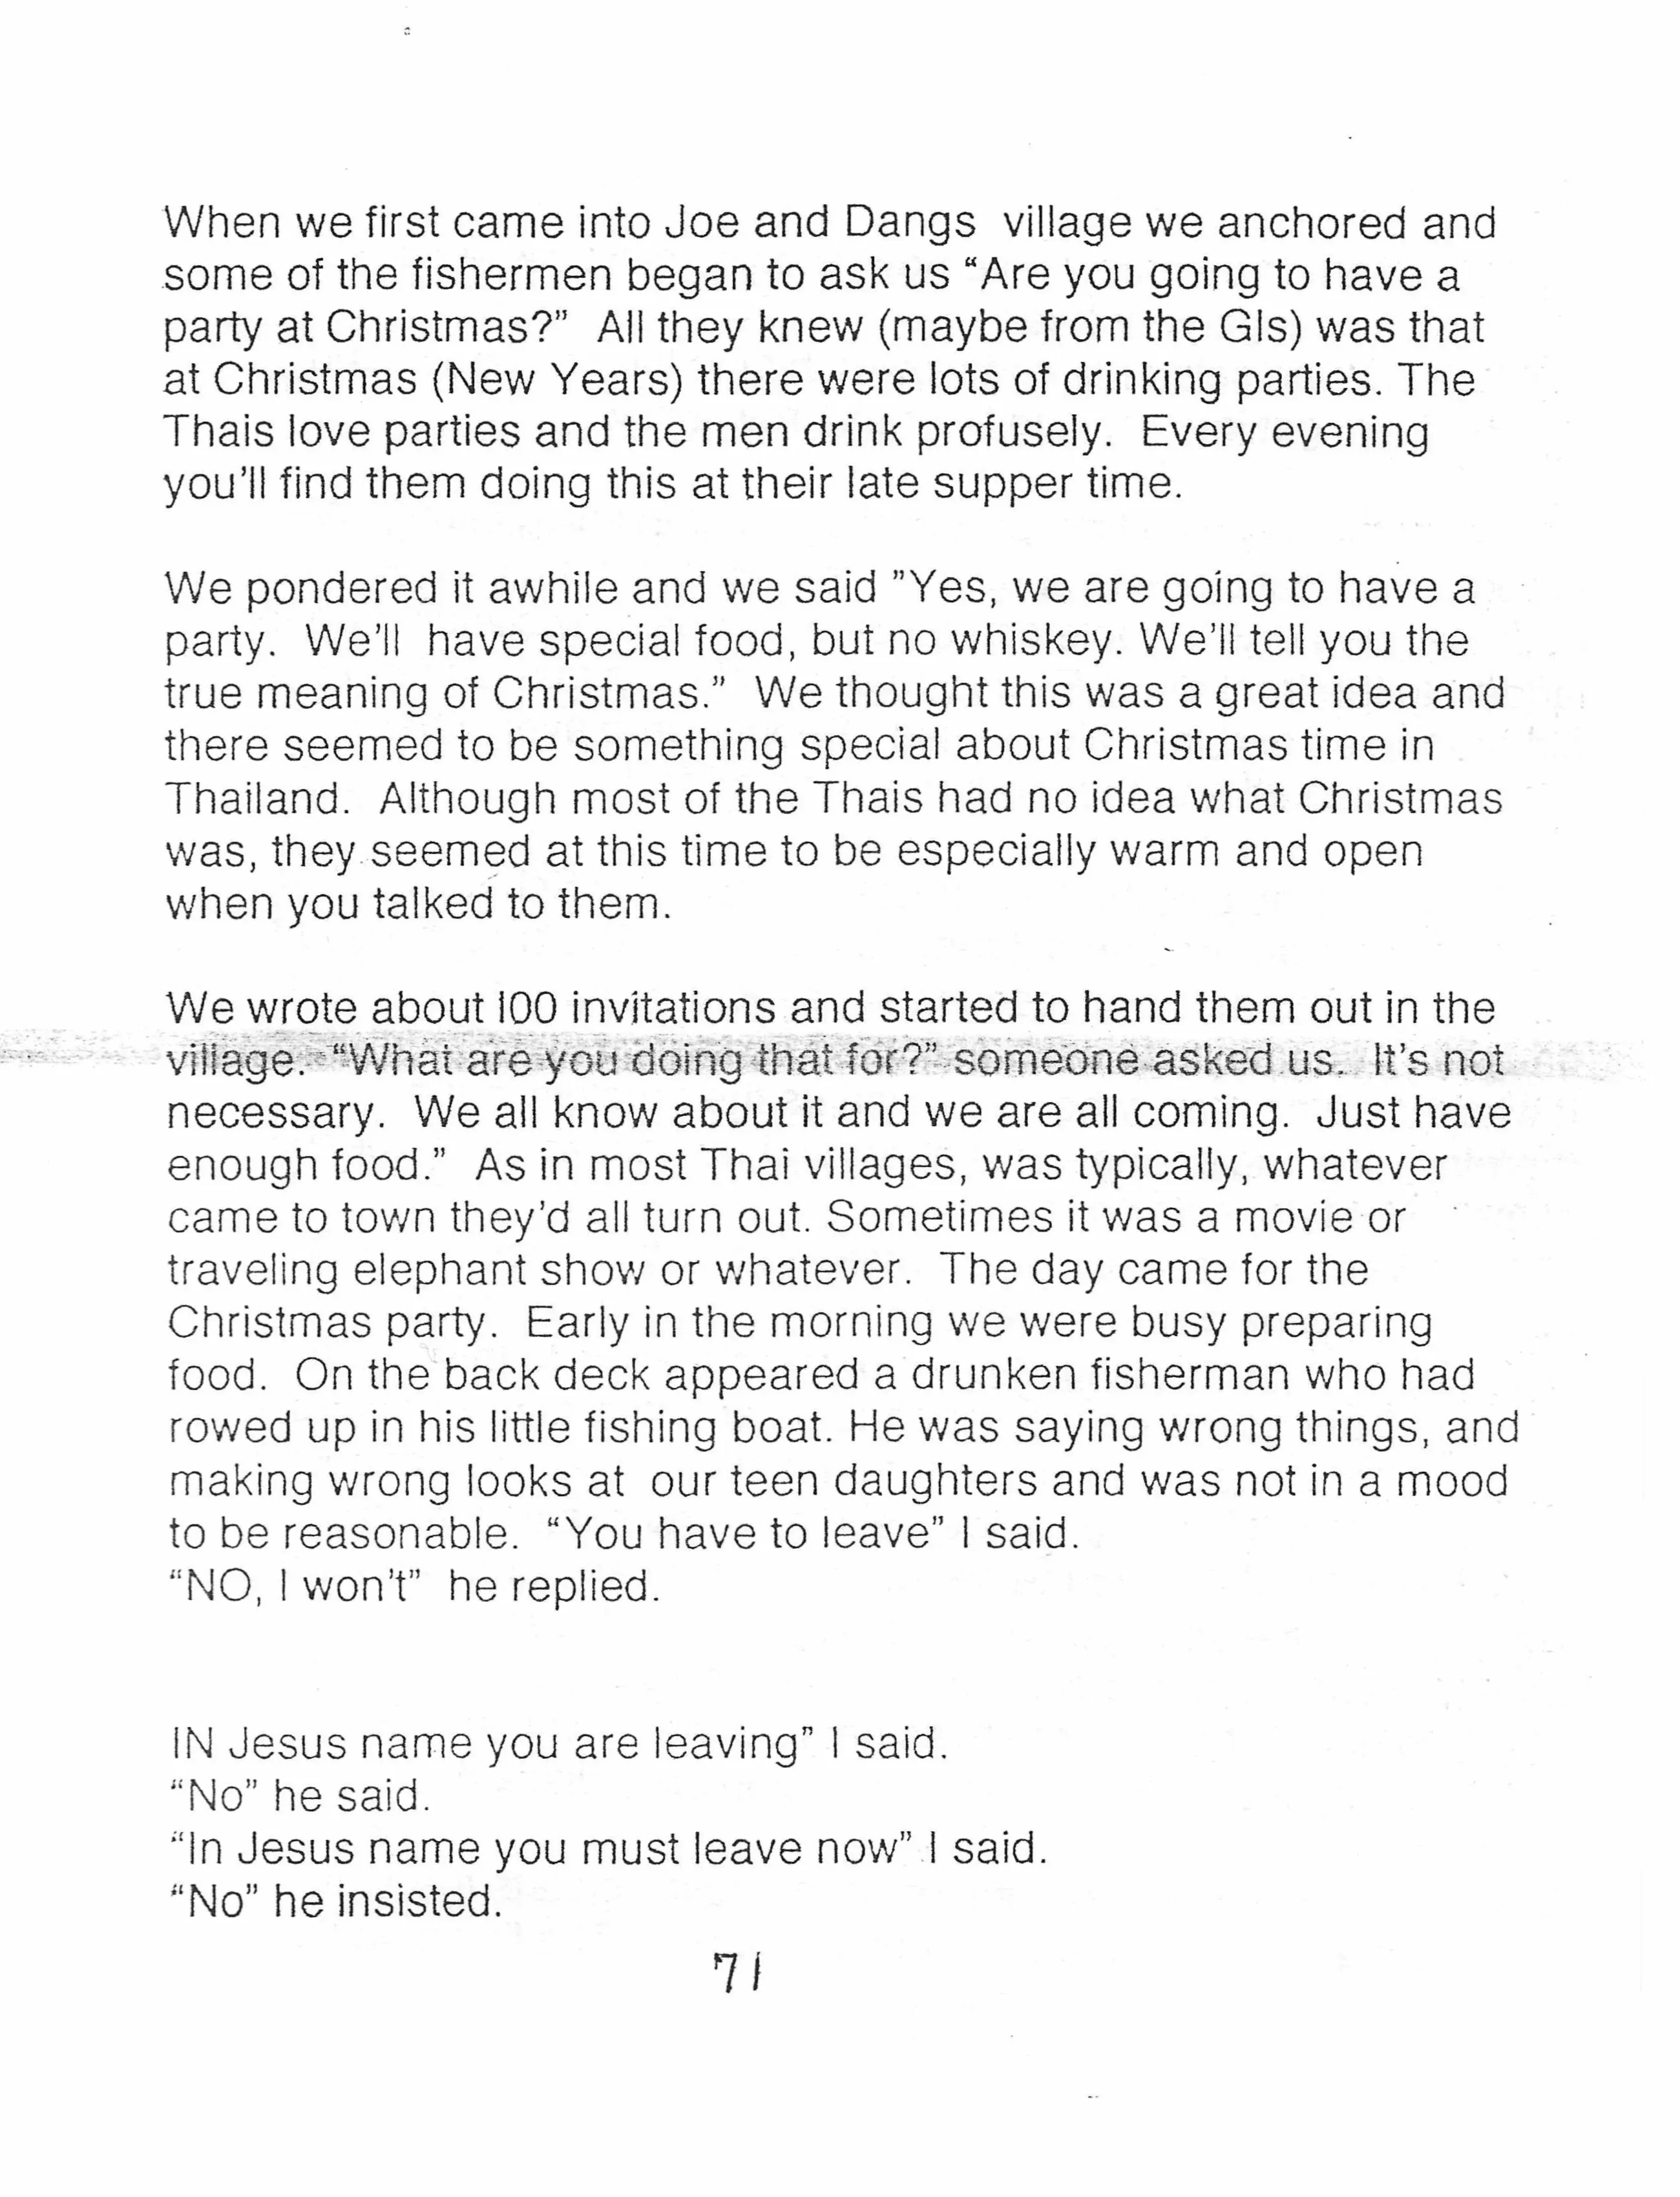 When we first came into Joe and Dangs  village we anchored and
some of the fishermen began to ask us “Are you going to have a
party at Christmas?”  All they knew (maybe from the GIs) was that
at Christmas (New Years) there were lots of drinking parties. The
Thais love parties and the men drink profusely.  Every evening
you'll find them doing this at their late supper time.

We pondered it awhile and we said ”Yes, we are going to have a
party.  We'll  have special food, but no whiskey. We'll tell you the
true meaning of Christmas.”  We thought this was a great idea and
there seemed to be something special about Christmas time in
Thailand.  Although most of the Thais had no idea what Christmas
was, they seemed at this time to be especially warm and open
when you talked to them.

We wrote about l00 invitations and started to hand them out in the
village.  “What are you doing that for?” someone asked us.  It's not
necessary.  We all know about it and we are all coming.  Just have
enough food.”  As in most Thai villages, was typically, whatever
came to town they'd all turn out. Sometimes it was a movie or
traveling elephant show or whatever.  The day came for the
Christmas party.  Early in the morning we were busy preparing
food.  On the back deck appeared a drunken fisherman who had
rowed up in his little fishing boat. He was saying wrong things, and
making wrong looks at  our teen daughters and was not in a mood
to be reasonable.  “You have to leave” I said.
“NO, I won't”  he replied.

IN Jesus name you are leaving” I said.
“No” he said.
“In Jesus name you must leave now” I said.
“No” he insisted.
71